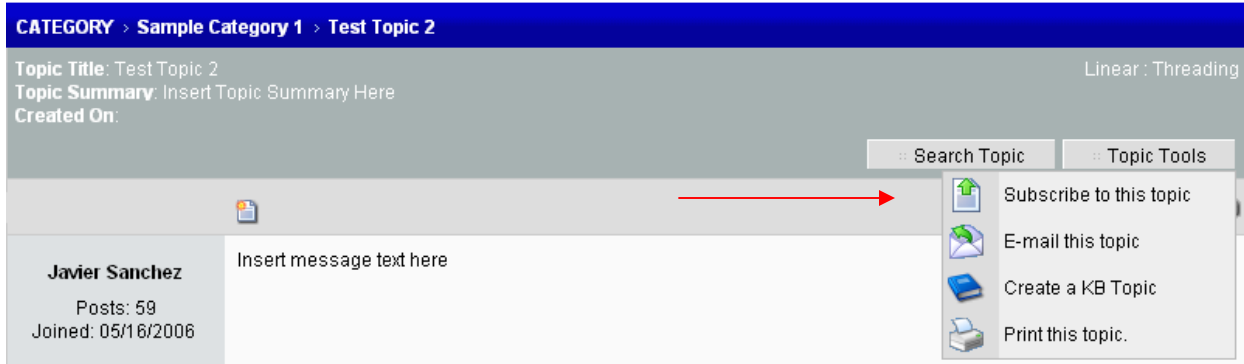 CATEGORY > Sample Category 1 > Test Topic 2
Topic Title: Test Topic 2
Linear : Threading
Topic Summary: Insert Topic Summary Here
Created On:
:: Search Topic
:: Topic Tools
Subscribe to this topic
E-mail this topic
Create a KB Topic
Print this topic.
Javier Sanchez
Posts: 59
Joined: 05/16/2006
Insert message text here